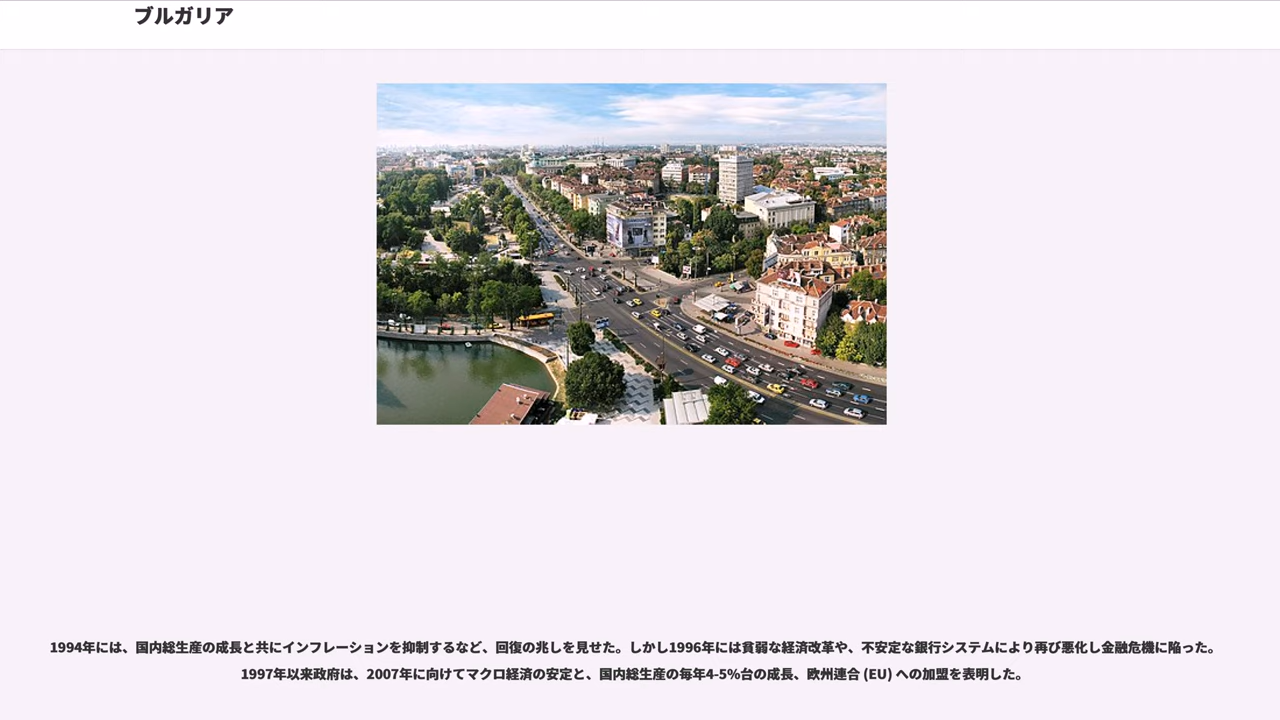 ブルガリア
1994年には、国内総生産の成長と共にインフレーションを抑制するなど、回復の兆しを見せた。しかし1996年には貧弱な経済改革や、不安定な銀行システムにより再び悪化し金融危機に陥った。
1997年以来政府は、2007年に向けてマクロ経済の安定と、国内総生産の毎年4-5%台の成長、欧州連合 (EU) への加盟を表明した。